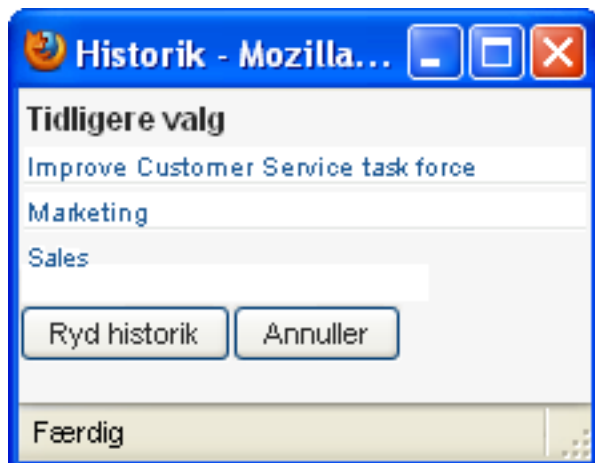 Historik - Mozilla...
Tidligere valg
Improve Customer Service task force
Marketing
Sales
Ryd historik Annuller
Færdig